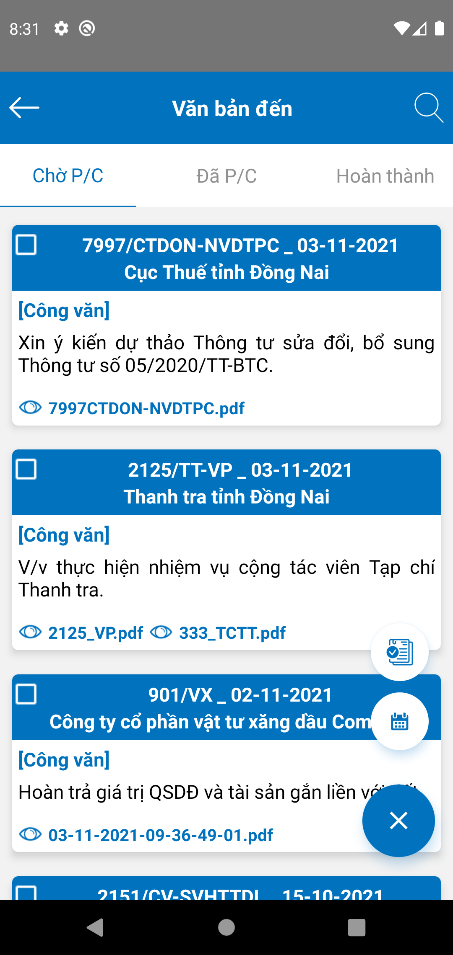 8:31
Văn bản đến
Chờ P/C
Đã P/C
Hoàn thành
7997/CTDON-NVDTPC _ 03-11-2021
Cục Thuế tỉnh Đồng Nai
[Công văn]
Xin ý kiến dự thảo Thông tư sửa đổi, bổ sung
Thông tư số 05/2020/TT-BTC.
7997CTDON-NVDTPC.pdf
2125/TT-VP _ 03-11-2021
Thanh tra tỉnh Đồng Nai
[Công văn]
V/v thực hiện nhiệm vụ cộng tác viên Tạp chí
Thanh tra.
2125_VP.pdf 333_TCTT.pdf
901/VX _ 02-11-2021
Công ty cổ phần vật tư xăng dầu Com
[Công văn]
Hoàn trả giá trị QSDĐ và tài sản gắn liền
03-11-2021-09-36-49-01.pdf
2151/CV-SVHTTDL _ 15-10-2021